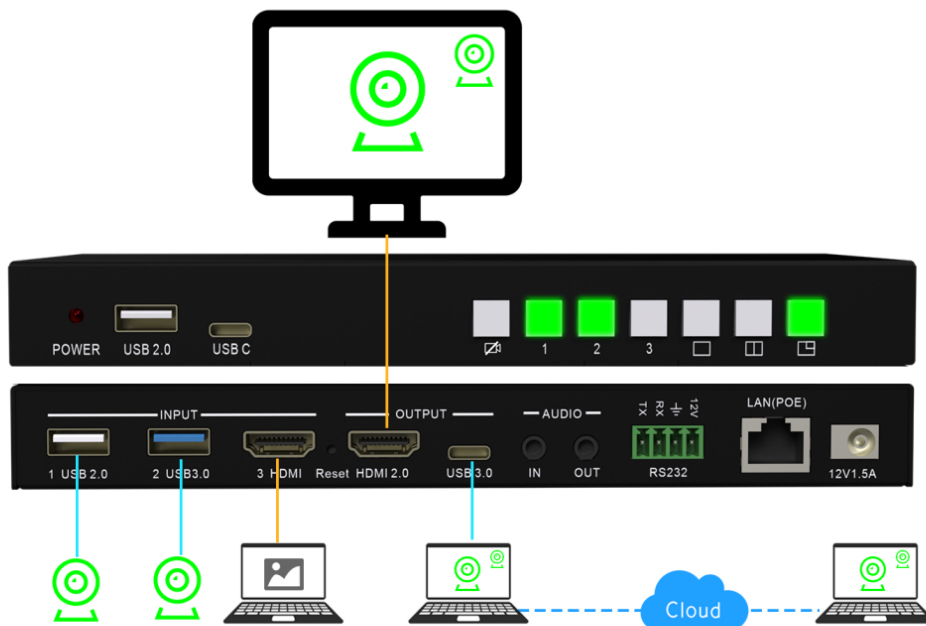 POWER
USB 2.0
USB C
1
2
3
INPUT
OUTPUT
AUDIO
TX
RX
12V
LAN(POE)
1 USB 2.0
2 USB3.0
3 HDMI
Reset
HDMI 2.0
USB 3.0
IN
OUT
RS232
12V1.5A
Cloud